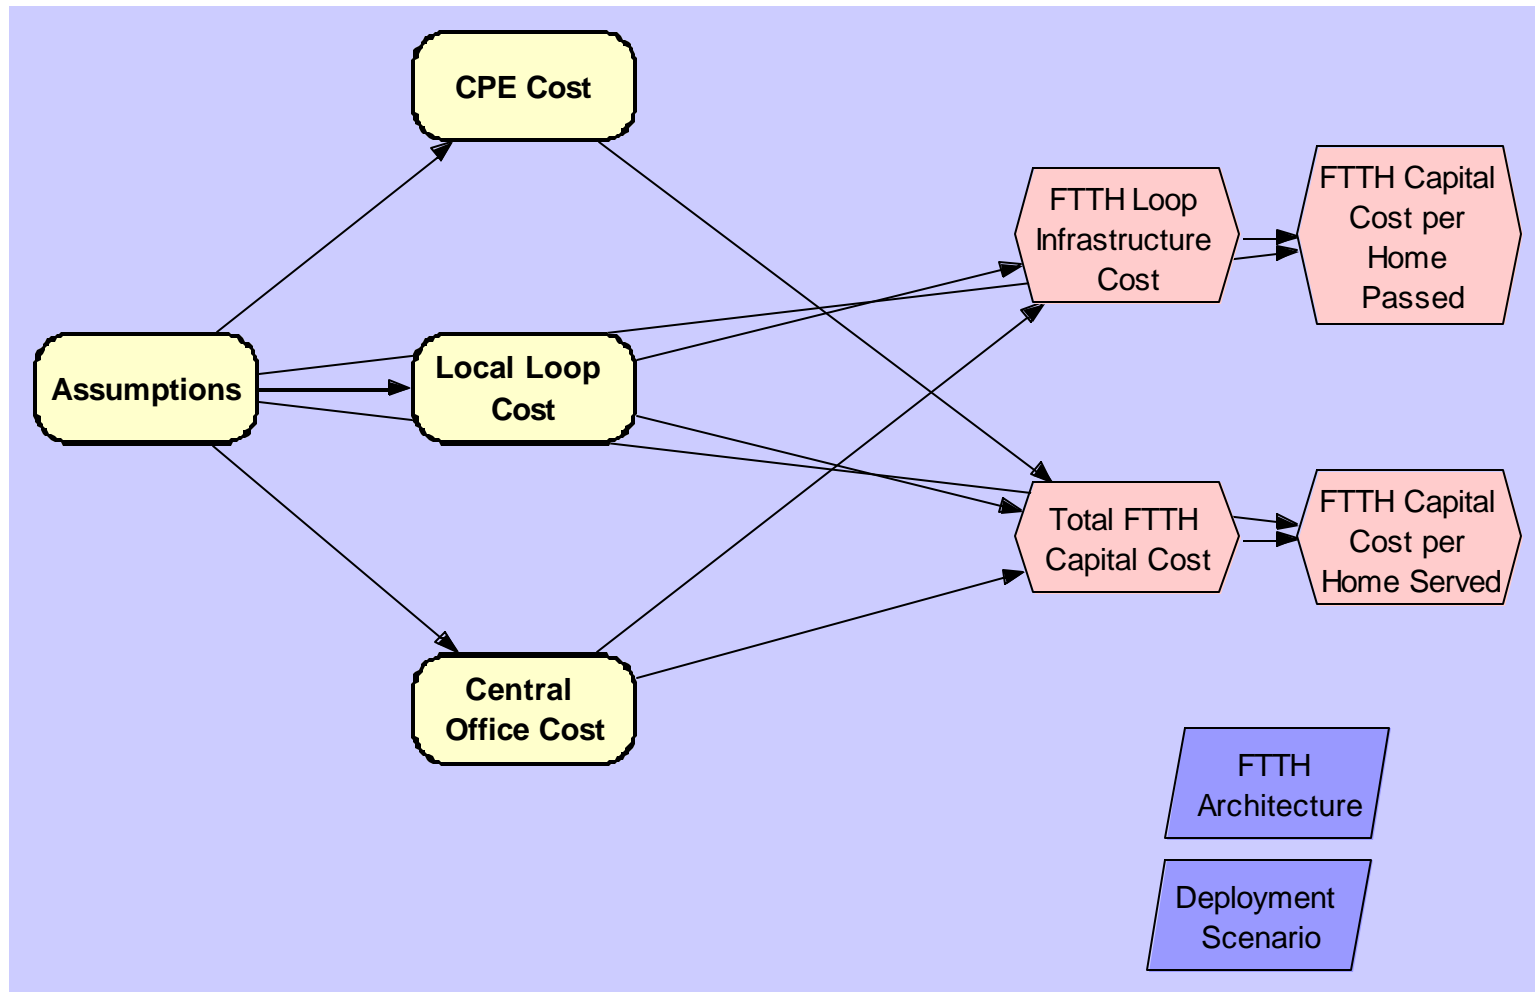 CPE Cost
FTTH Loop
Infrastructure
Cost
FTTH Capital
Cost per
Home
Passed
Assumptions
Local Loop
Cost
Total FTTH
Capital Cost
FTTH Capital
Cost per
Home Served
Central
Office Cost
FTTH
Architecture
Deployment
Scenario